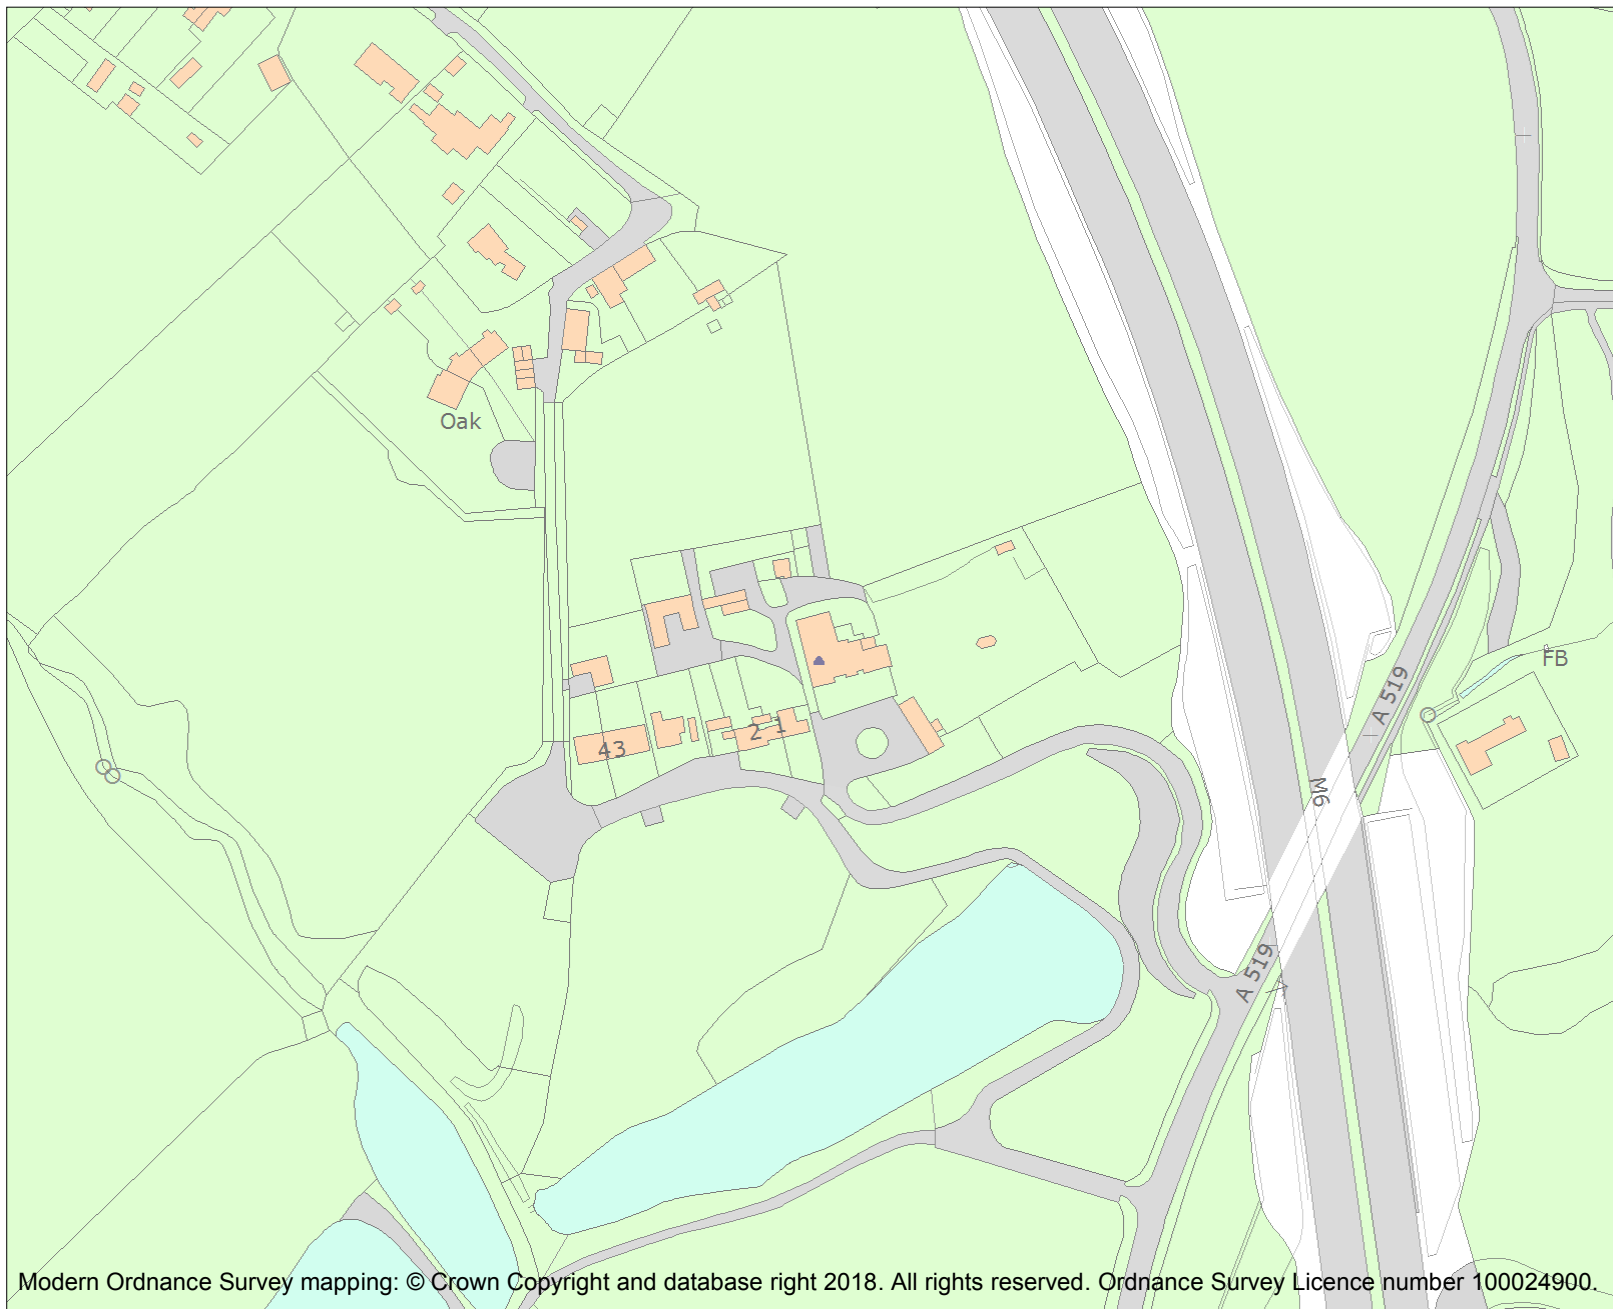 Oak
FB
A 519
43
2 1
M6
A 519
Modern Ordnance Survey mapping: © Crown Copyright and database right 2018. All rights reserved. Ordnance Survey Licence number 100024900.